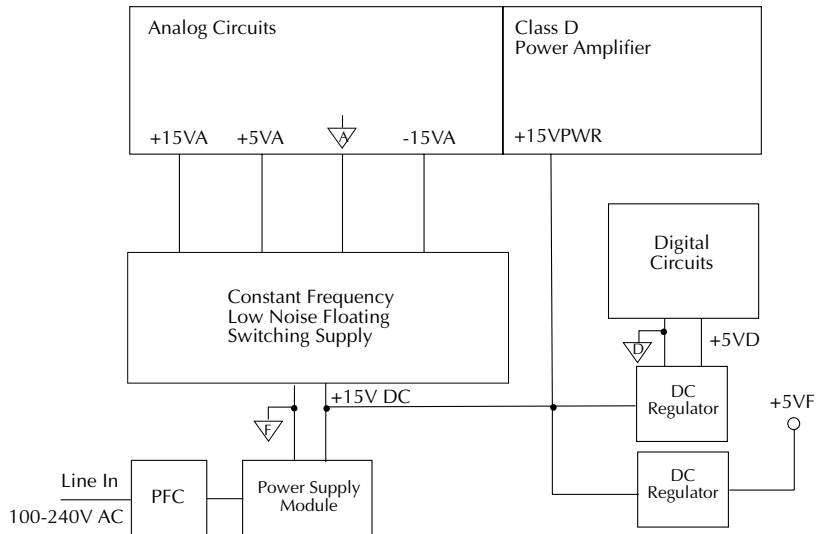 Analog Circuits
Class D
Power Amplifier
+15VA
+5VA
A
-15VA
+15VPWR
Digital
Circuits
Constant Frequency
Low Noise Floating
Switching Supply
D
+5VD
+15V DC
F
DC
Regulator
+5VF
Line In
100-240V AC
PFC
Power Supply
Module
DC
Regulator